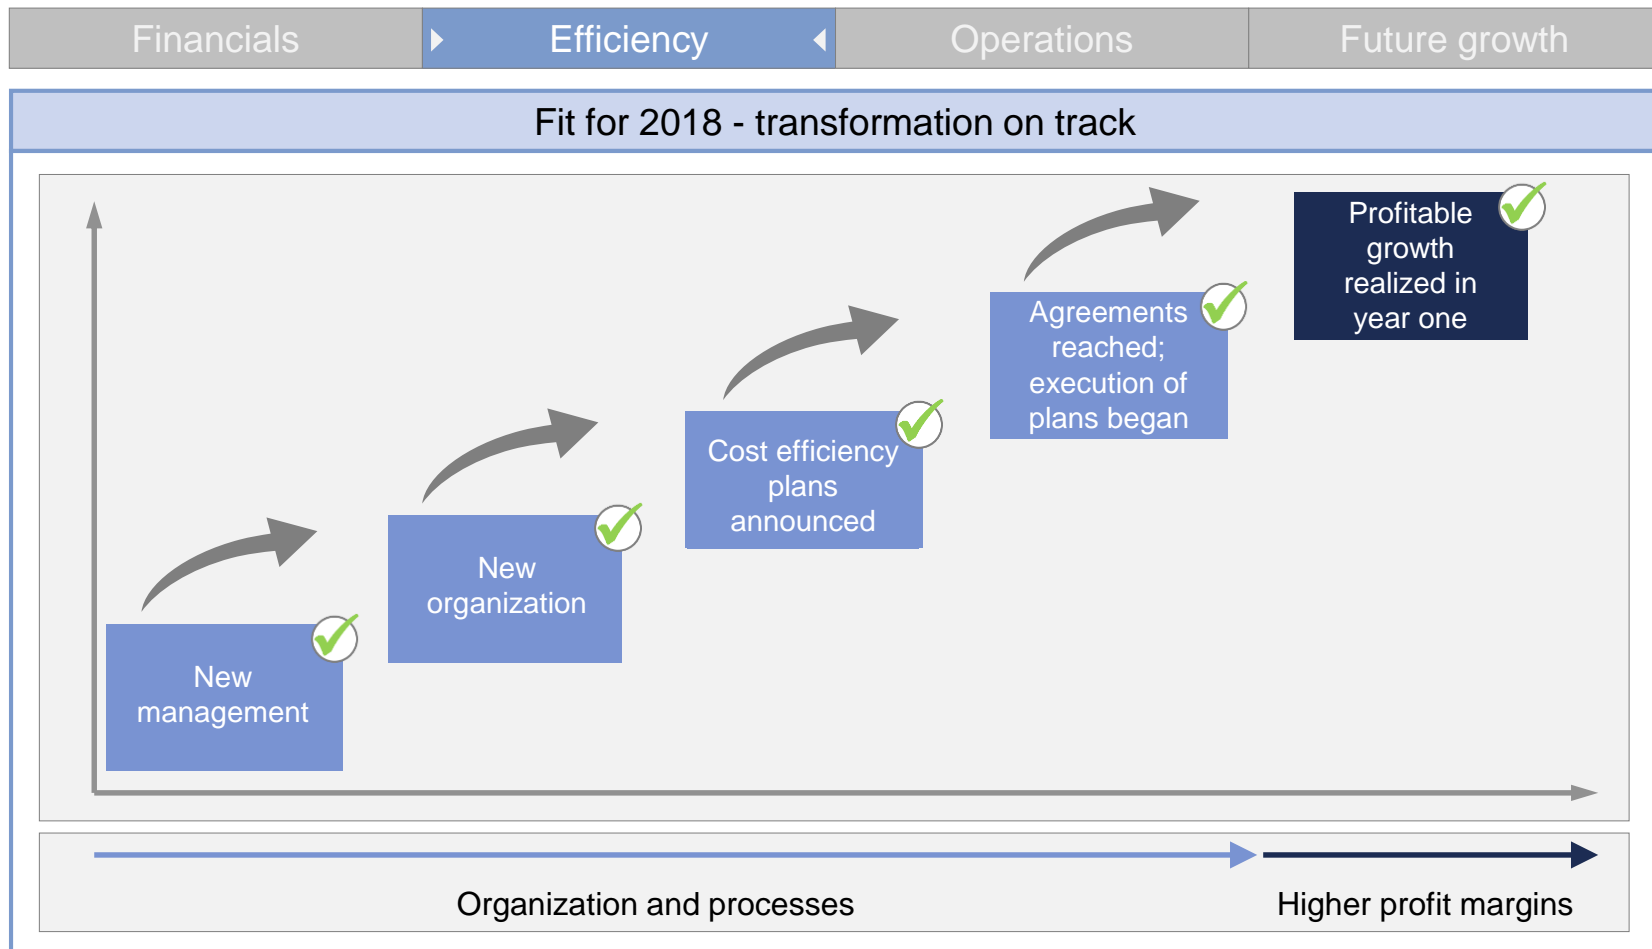 Financials
Efficiency
Operations
Future growth
Fit for 2018 - transformation on track
Profitable
growth
realized in
year one
Agreements
reached;
execution of
plans began
Cost efficiency
plans
announced
New
organization
New
management
Organization and processes
Higher profit margins